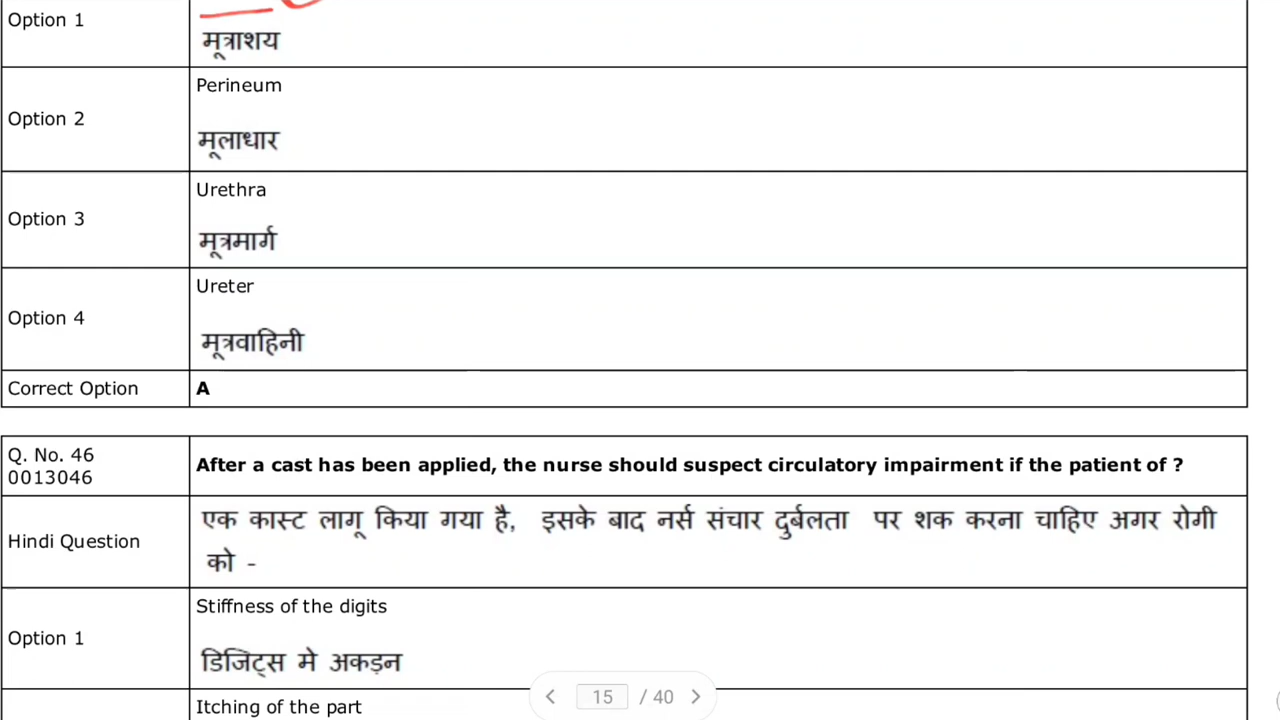 Option 1
मूत्राशय
Option 2
Perineum
मूलाधार
Option 3
Urethra
मूत्रमार्ग
Option 4
Ureter
मूत्रवाहिनी
Correct Option
A
Q. No. 46
0013046
After a cast has been applied, the nurse should suspect circulatory impairment if the patient of ?
Hindi Question
एक कास्ट लागू किया गया है, इसके बाद नर्स संचार दुर्बलता पर शक करना चाहिए अगर रोगी
को -
Option 1
Stiffness of the digits
डिजिट्स मे अकड़न
Itching of the part
15 / 40